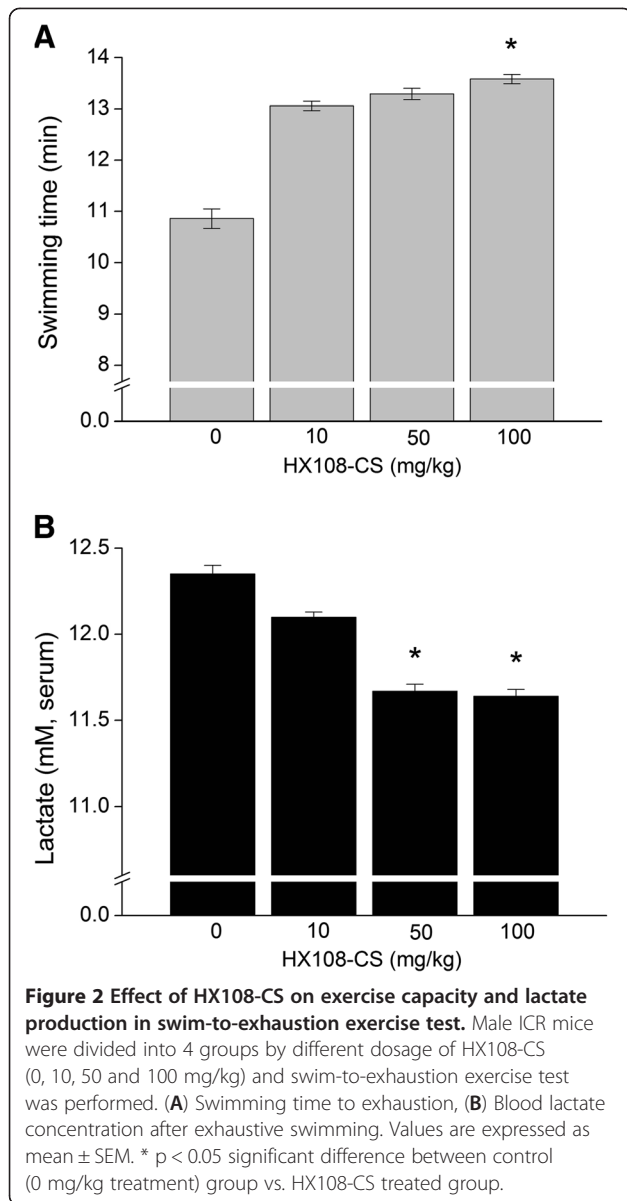 A
*
14
13
12
11
10
9
8
0.0
Swimming time (min)
0 10 50 100
HX108-CS (mg/kg)
B
12.5
12.0
11.5
11.0
0.0
Lactate (mM, serum)
* *
0 10 50 100
HX108-CS (mg/kg)
Figure 2 Effect of HX108-CS on exercise capacity and lactate
production in swim-to-exhaustion exercise test. Male ICR mice
were divided into 4 groups by different dosage of HX108-CS
(0, 10, 50 and 100 mg/kg) and swim-to-exhaustion exercise test
was performed. (A) Swimming time to exhaustion, (B) Blood lactate
concentration after exhaustive swimming. Values are expressed as
mean ± SEM. * p < 0.05 significant difference between control
(0 mg/kg treatment) group vs. HX108-CS treated group.